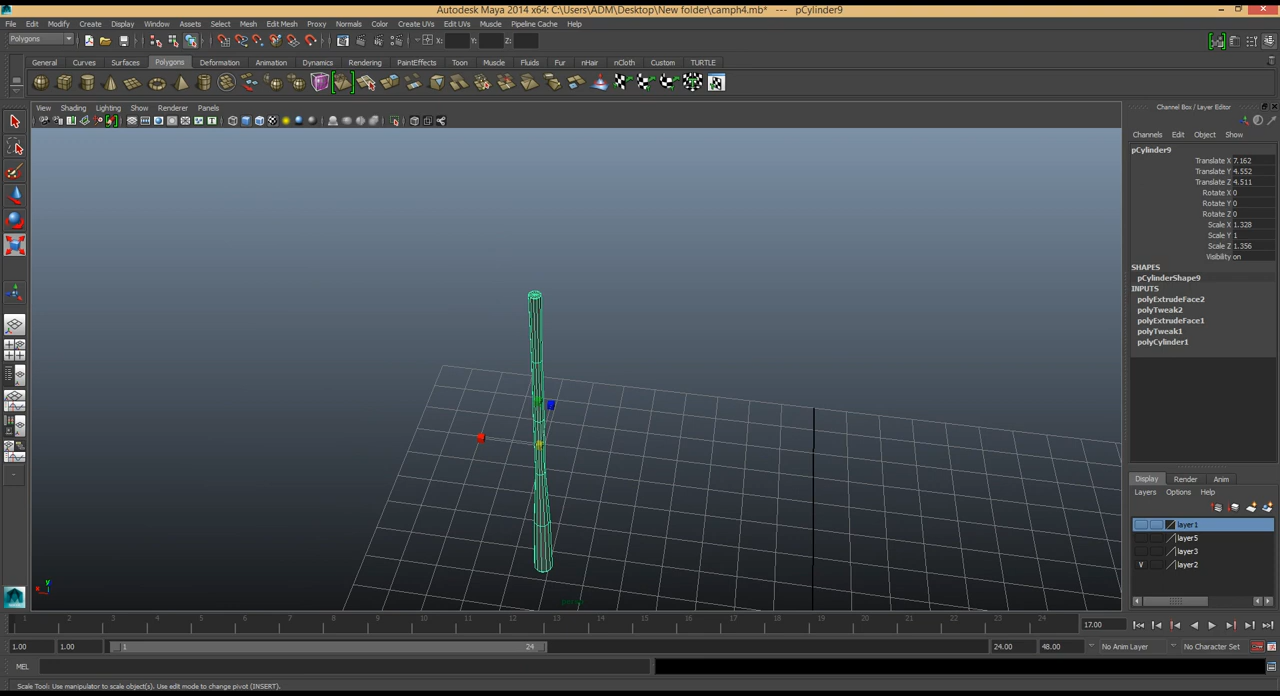 Autodesk Maya 2014 x64: C:\Users\ADM\Desktop\New folder\camph4.mb* --- pCylinder9
File Edit Modify Create Display Window Assets Select Mesh Edit Mesh Proxy Normals Color Create UVs Edit UVs Muscle Pipeline Cache Help
Polygons X: Y: Z:
General Curves Surfaces Polygons Deformation Animation Dynamics Rendering PaintEffects Toon Muscle Fluids Fur nHair nCloth Custom TURTLE
View Shading Lighting Show Renderer Panels
Channel Box / Layer Editor
Channels Edit Object Show
pCylinder9
Translate X 7.162
Translate Y 4.552
Translate Z 4.511
Rotate X 0
Rotate Y 0
Rotate Z 0
Scale X 1.328
Scale Y 1
Scale Z 1.356
Visibility on
SHAPES
pCylinderShape9
INPUTS
polyExtrudeFace2
polyTweak2
polyExtrudeFace1
polyTweak1
polyCylinder1
Display Render Anim
Layers Options Help
layer1
layer5
layer3
V layer2
y
x
persp
1 2 3 4 5 6 7 8 9 10 11 12 13 14 15 16 17 18 19 20 21 22 23 24 17.00
1.00 1.00 1 24 24.00 48.00 No Anim Layer No Character Set
MEL
Scale Tool: Use manipulator to scale object(s). Use edit mode to change pivot (INSERT).